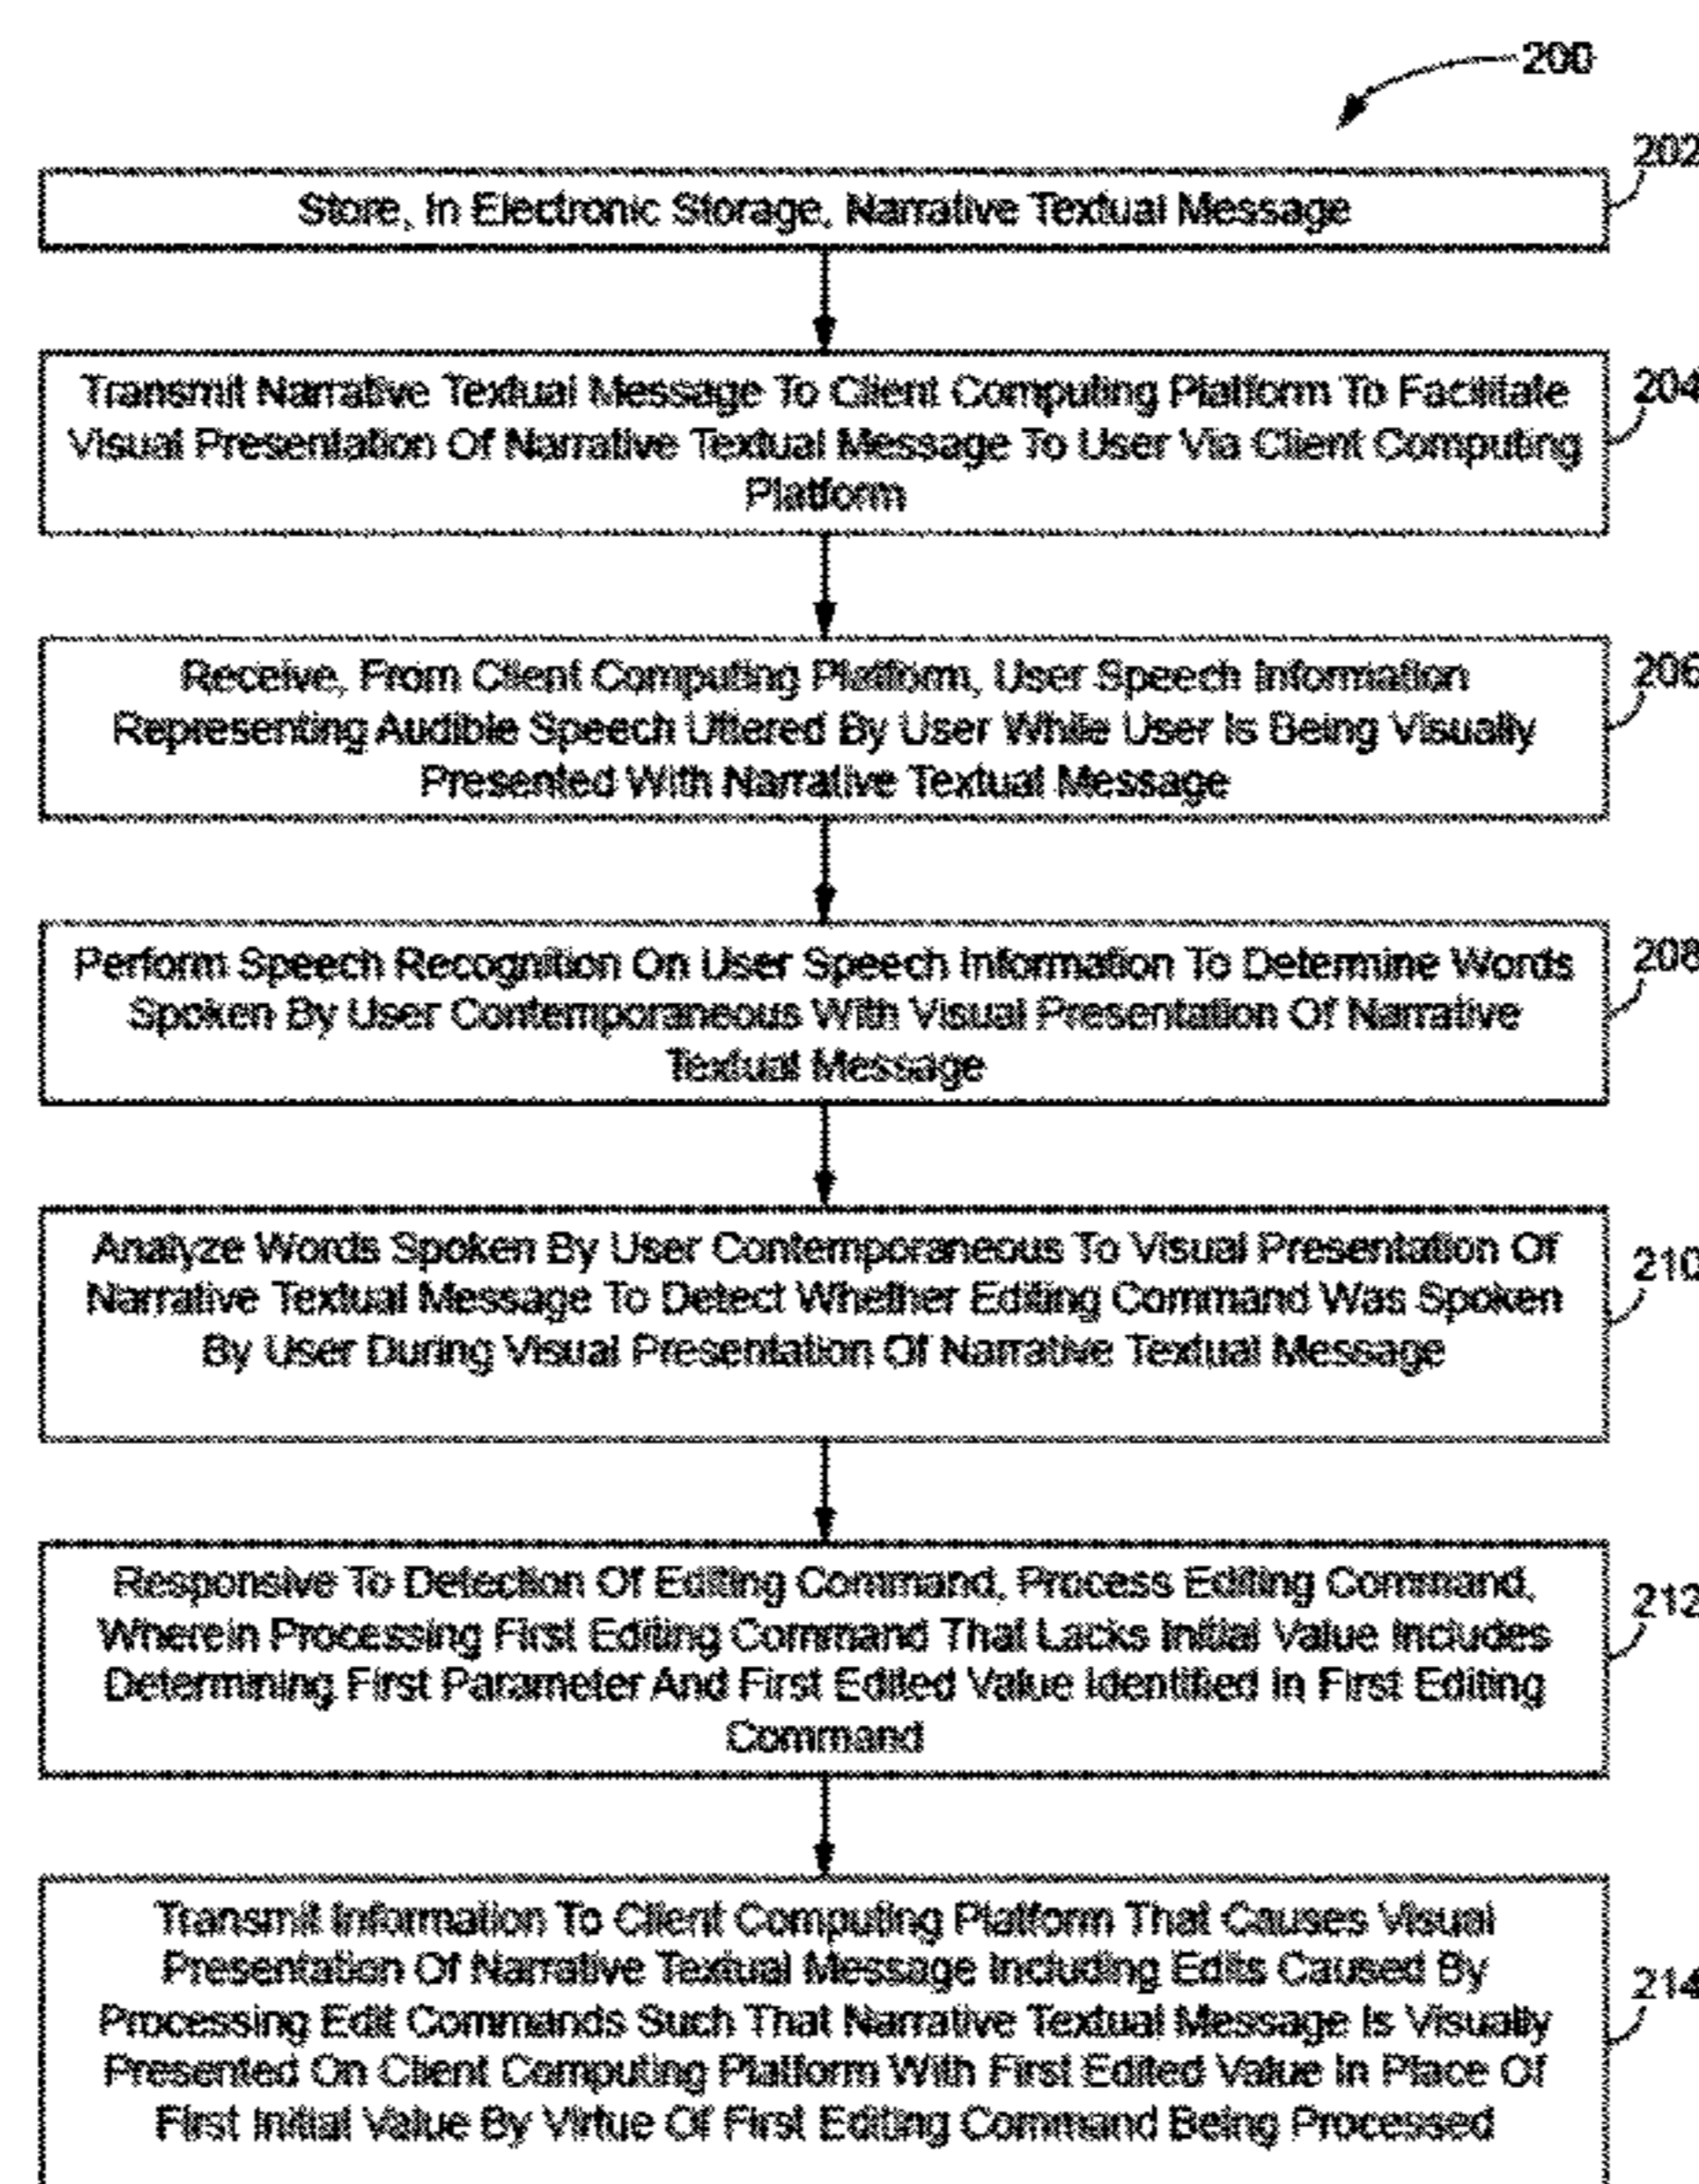 200
202
Store, In Electronic Storage, Narrative Textual Message
204
Transmit Narrative Textual Message To Client Computing Platform To Facilitate
Visual Presentation Of Narrative Textual Message To User Via Client Computing
Platform
206
Receive, From Client Computing Platform, User Speech Information
Representing Audible Speech Uttered By User While User Is Being Visually
Presented With Narrative Textual Message
208
Perform Speech Recognition On User Speech Information To Determine Words
Spoken By User Contemporaneous With Visual Presentation Of Narrative
Textual Message
210
Analyze Words Spoken By User Contemporaneous To Visual Presentation Of
Narrative Textual Message To Detect Whether Editing Command Was Spoken
By User During Visual Presentation Of Narrative Textual Message
212
Responsive To Detection Of Editing Command, Process Editing Command,
Wherein Processing First Editing Command That Lacks Initial Value Includes
Determining First Parameter And First Edited Value Identified In First Editing
Command
214
Transmit Information To Client Computing Platform That Causes Visual
Presentation Of Narrative Textual Message Including Edits Caused By
Processing Edit Commands Such That Narrative Textual Message Is Visually
Presented On Client Computing Platform With First Edited Value In Place Of
First Initial Value By Virtue Of First Editing Command Being Processed